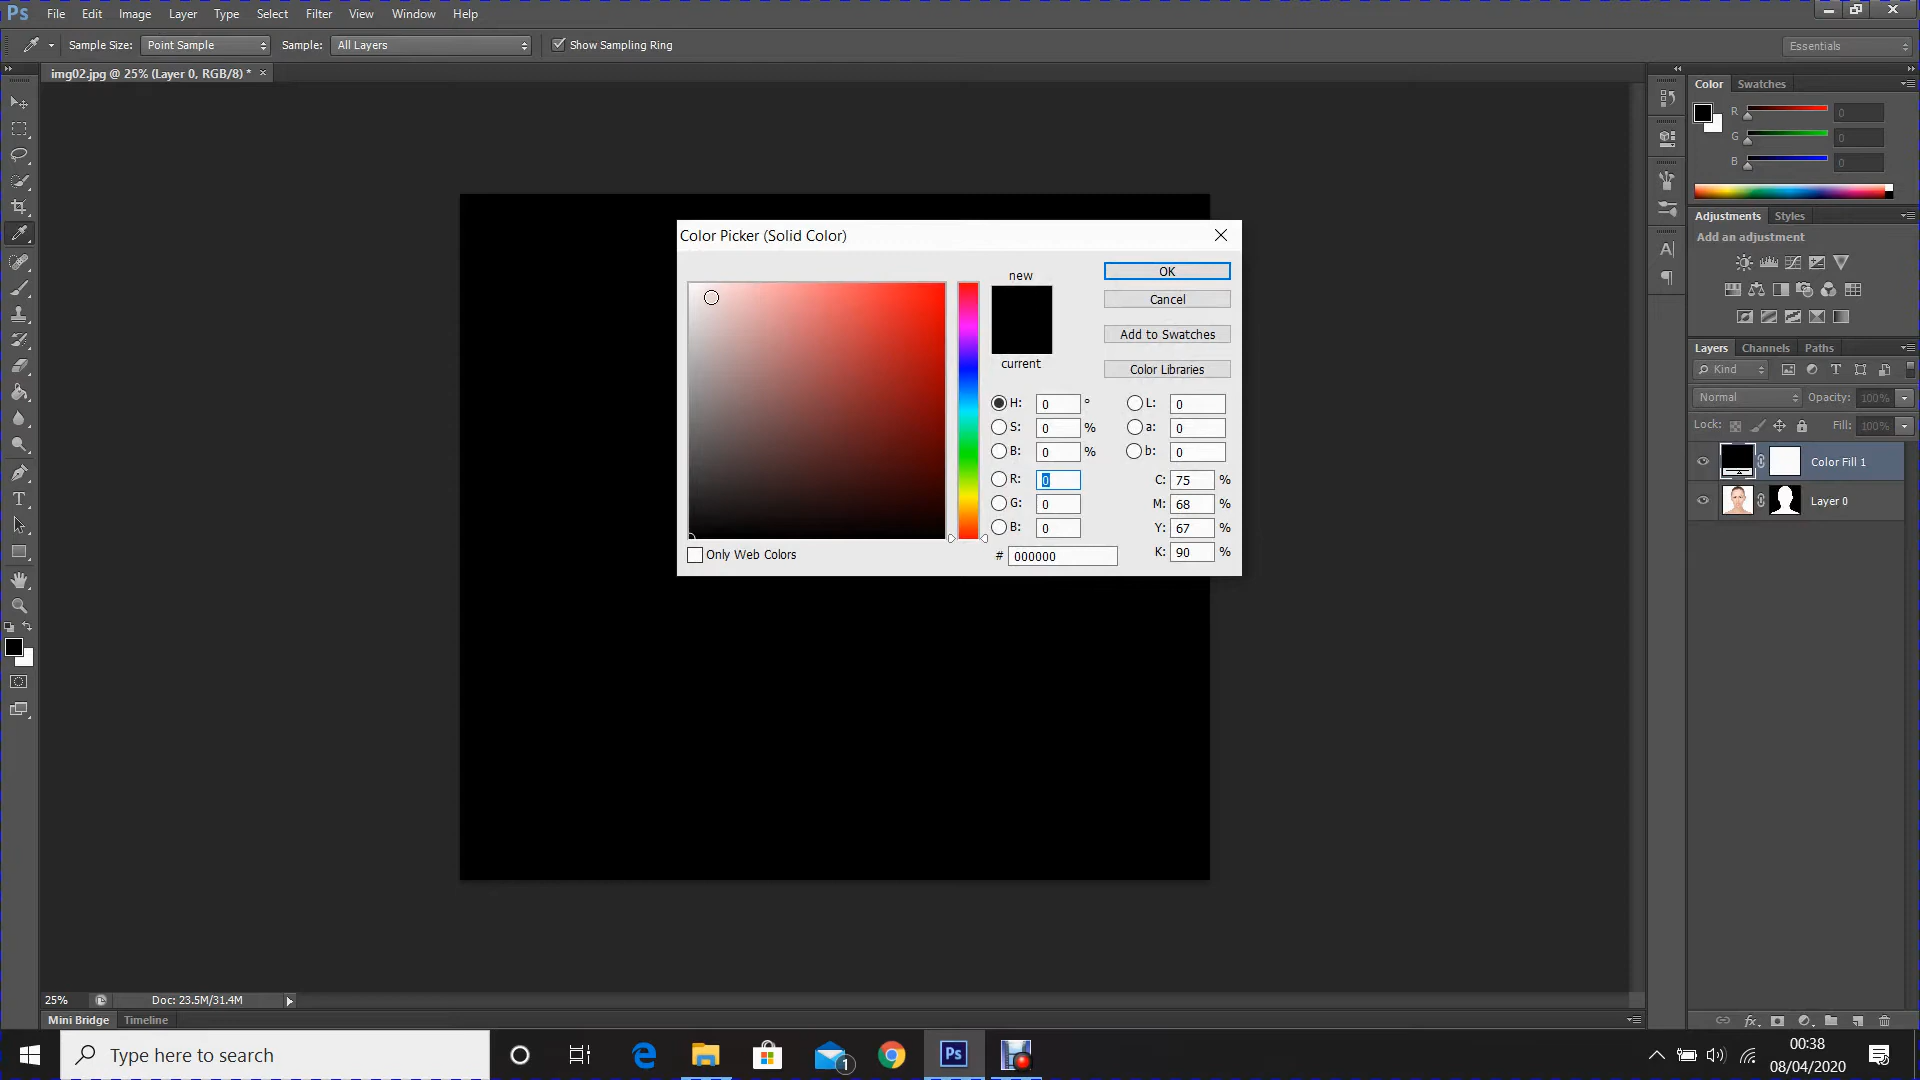 Ps File Edit Image Layer Type Select Filter View Window Help
Sample Size: Point Sample Sample: All Layers Show Sampling Ring Essentials
img02.jpg @ 25% (Layer 0, RGB/8) * ×
Color Swatches
R 0
G 0
B 0
Adjustments Styles
Add an adjustment
Layers Channels Paths
Kind
Normal Opacity: 100%
Lock: Fill: 100%
Color Fill 1
Layer 0
Color Picker (Solid Color)
new
current
OK
Cancel
Add to Swatches
Color Libraries
H: 0 ° L: 0
S: 0 % a: 0
B: 0 % b: 0
R: 0 C: 75 %
G: 0 M: 68 %
B: 0 Y: 67 %
# 000000 K: 90 %
Only Web Colors
25% Doc: 23.5M/31.4M
Mini Bridge Timeline
Type here to search
1
Ps
00:38
08/04/2020